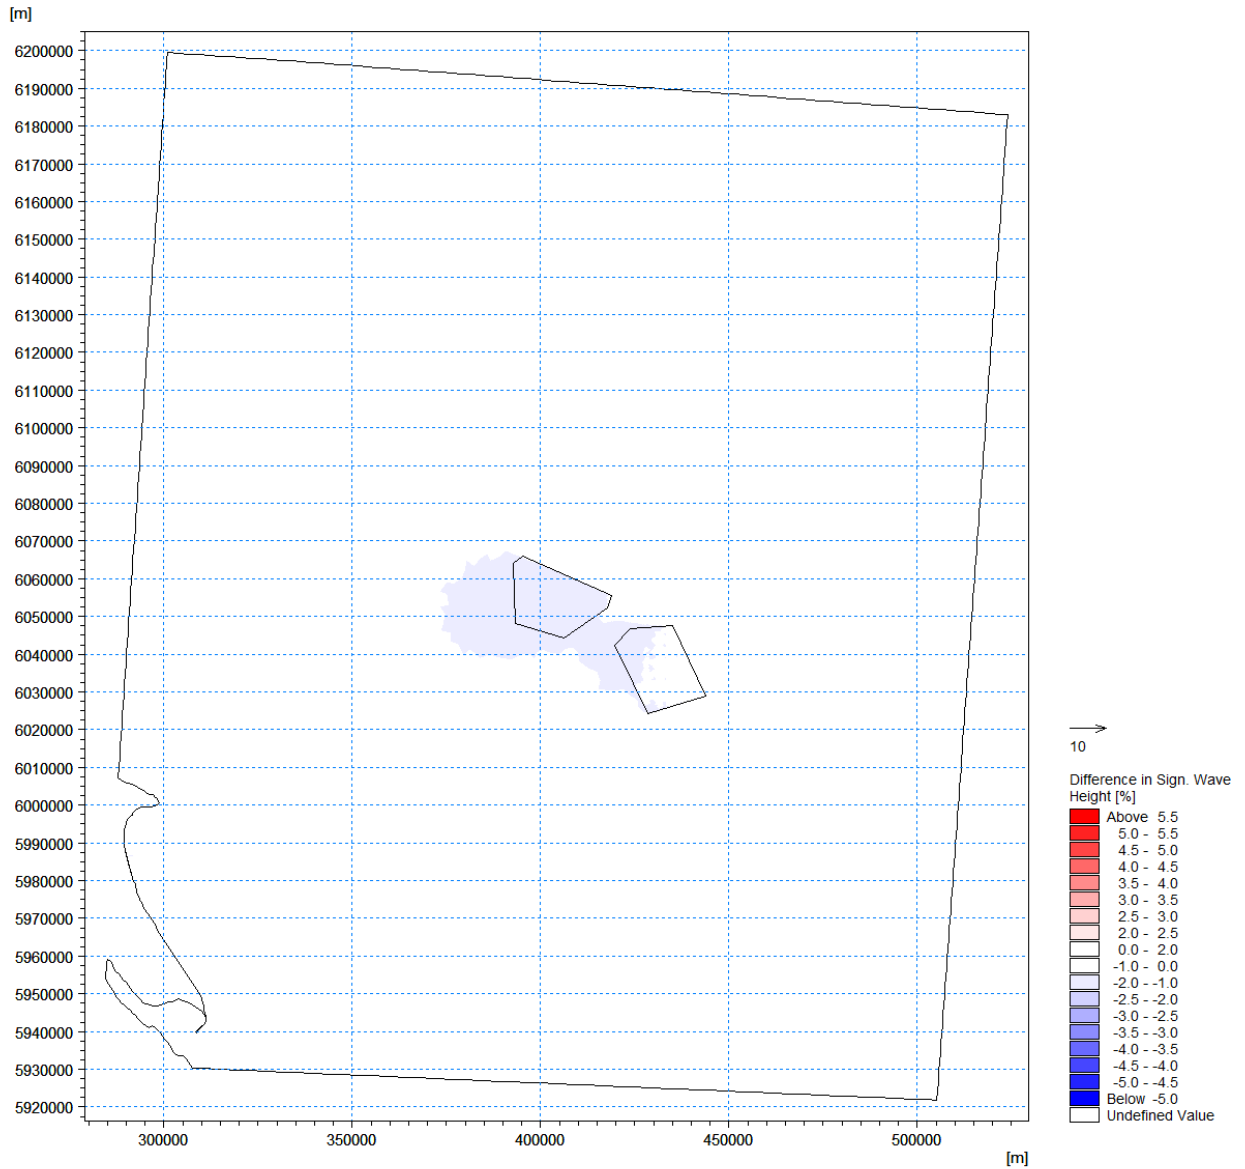 [m]
6200000
6190000
6180000
6170000
6160000
6150000
6140000
6130000
6120000
6110000
6100000
6090000
6080000
6070000
6060000
6050000
6040000
6030000
6020000
6010000
6000000
5990000
5980000
5970000
5960000
5950000
5940000
5930000
5920000
300000 350000 400000 450000 500000
[m]
10
Difference in Sign. Wave
Height [%]
Above 5.5
5.0 - 5.5
4.5 - 5.0
4.0 - 4.5
3.5 - 4.0
3.0 - 3.5
2.5 - 3.0
2.0 - 2.5
0.0 - 2.0
-1.0 - 0.0
-2.0 - -1.0
-2.5 - -2.0
-3.0 - -2.5
-3.5 - -3.0
-4.0 - -3.5
-4.5 - -4.0
-5.0 - -4.5
Below -5.0
Undefined Value